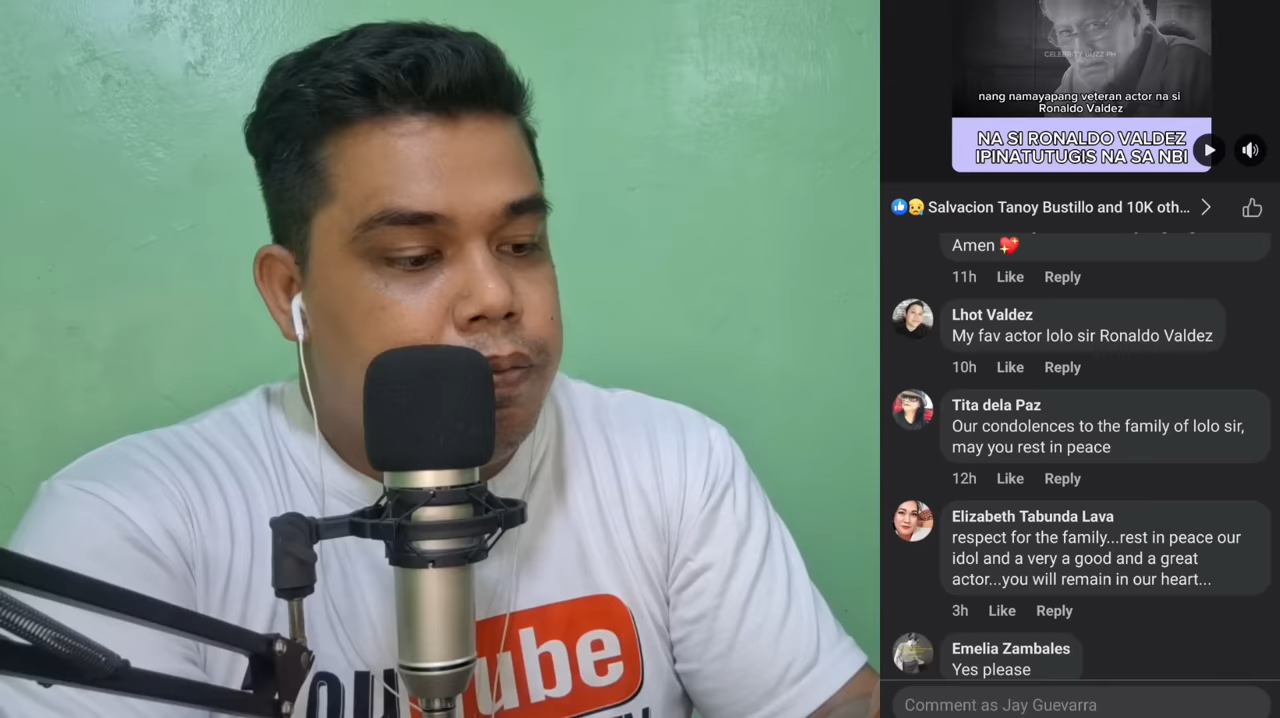 CELEBRITY BUZZ PH
nang namayapang veteran actor na si
Ronaldo Valdez
NA SI RONALDO VALDEZ
IPINATUTUGIS NA SA NBI
Salvacion Tanoy Bustillo and 10K oth...
Amen
11h Like Reply
Lhot Valdez
My fav actor lolo sir Ronaldo Valdez
10h Like Reply
Tita dela Paz
Our condolences to the family of lolo sir,
may you rest in peace
12h Like Reply
Elizabeth Tabunda Lava
respect for the family...rest in peace our
idol and a very a good and a great
actor...you will remain in our heart...
3h Like Reply
Emelia Zambales
Yes please
Comment as Jay Guevarra
ube